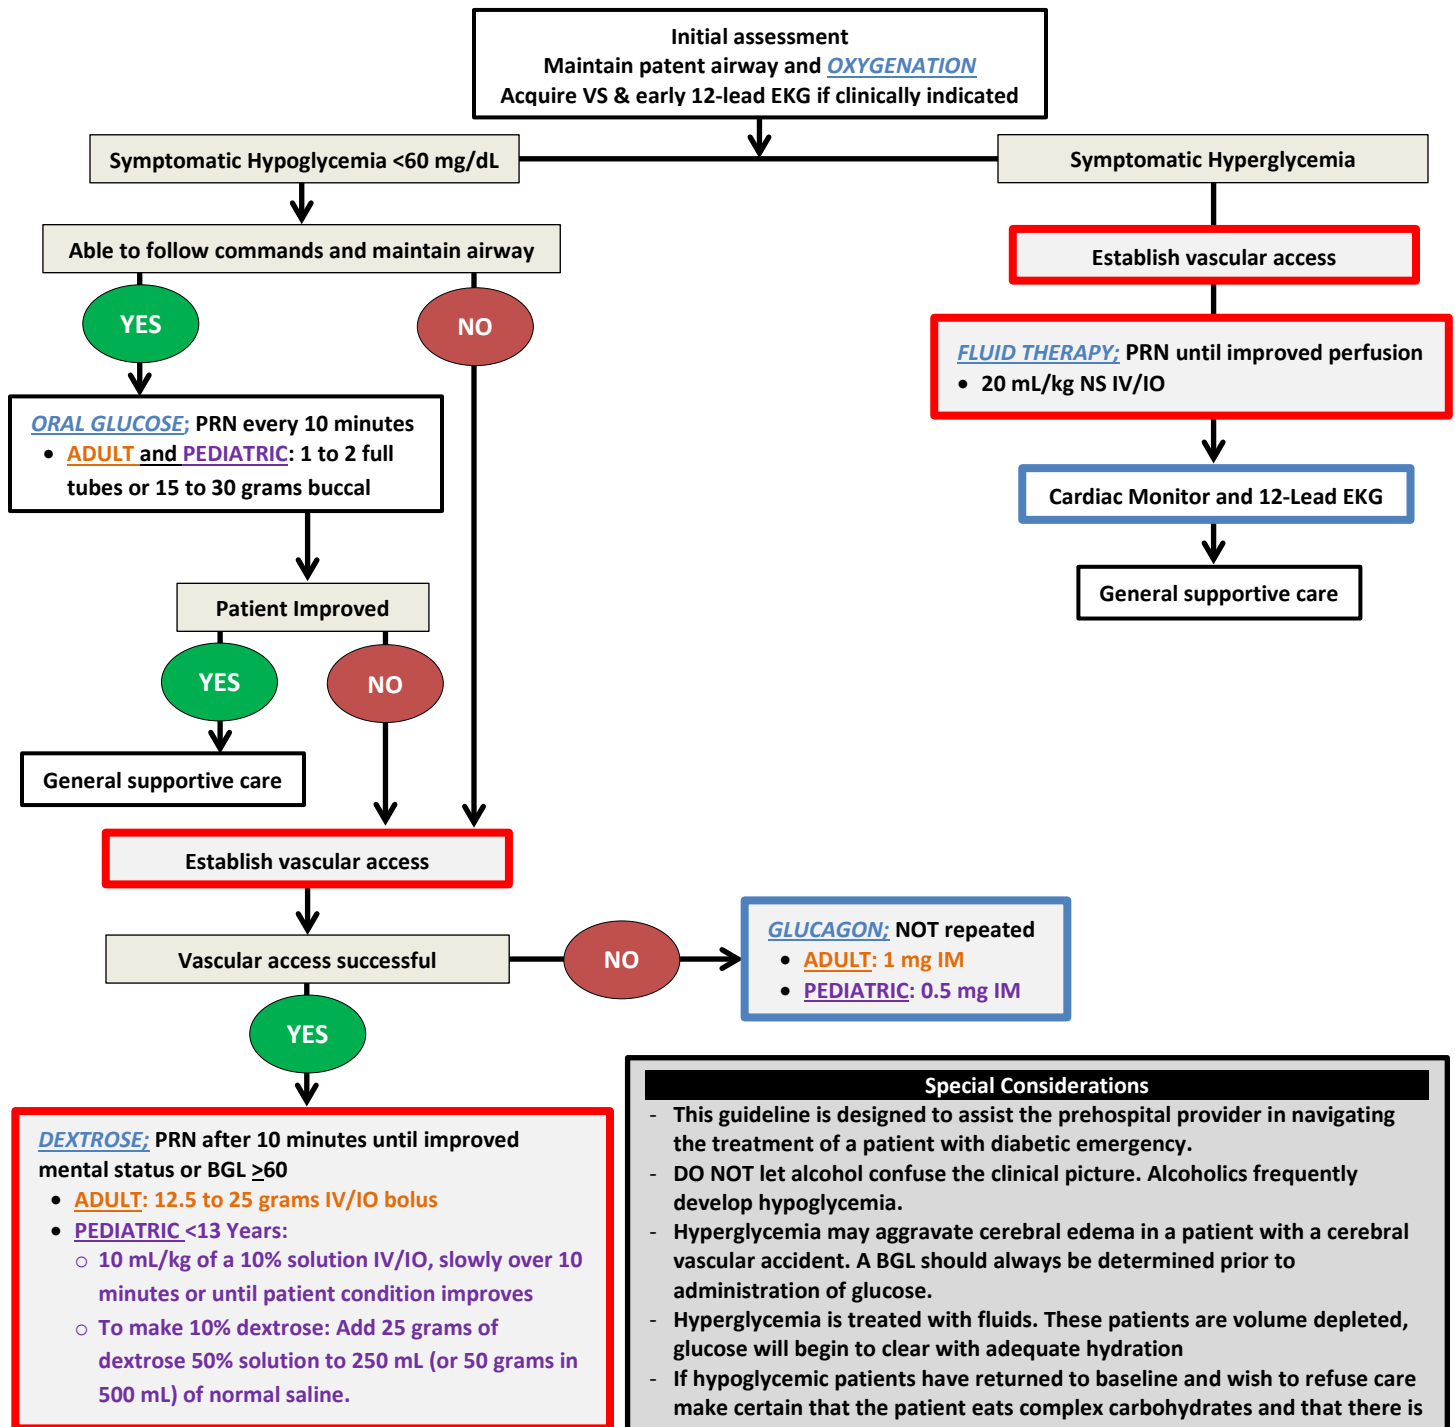 Initial assessment
Maintain patent airway and OXYGENATION
Acquire VS & early 12-lead EKG if clinically indicated
Symptomatic Hypoglycemia <60 mg/dL
Symptomatic Hyperglycemia
Able to follow commands and maintain airway
Establish vascular access
YES
NO
FLUID THERAPY; PRN until improved perfusion
• 20 mL/kg NS IV/IO
ORAL GLUCOSE; PRN every 10 minutes
• ADULT and PEDIATRIC: 1 to 2 full
tubes or 15 to 30 grams buccal
Cardiac Monitor and 12-Lead EKG
General supportive care
Patient Improved
YES
NO
General supportive care
Establish vascular access
Vascular access successful
NO
GLUCAGON; NOT repeated
• ADULT: 1 mg IM
• PEDIATRIC: 0.5 mg IM
YES
DEXTROSE; PRN after 10 minutes until improved
mental status or BGL ≥60
• ADULT: 12.5 to 25 grams IV/IO bolus
• PEDIATRIC <13 Years:
○ 10 mL/kg of a 10% solution IV/IO, slowly over 10
minutes or until patient condition improves
○ To make 10% dextrose: Add 25 grams of
dextrose 50% solution to 250 mL (or 50 grams in
500 mL) of normal saline.
Special Considerations
- This guideline is designed to assist the prehospital provider in navigating
the treatment of a patient with diabetic emergency.
- DO NOT let alcohol confuse the clinical picture. Alcoholics frequently
develop hypoglycemia.
- Hyperglycemia may aggravate cerebral edema in a patient with a cerebral
vascular accident. A BGL should always be determined prior to
administration of glucose.
- Hyperglycemia is treated with fluids. These patients are volume depleted,
glucose will begin to clear with adequate hydration
- If hypoglycemic patients have returned to baseline and wish to refuse care
make certain that the patient eats complex carbohydrates and that there is